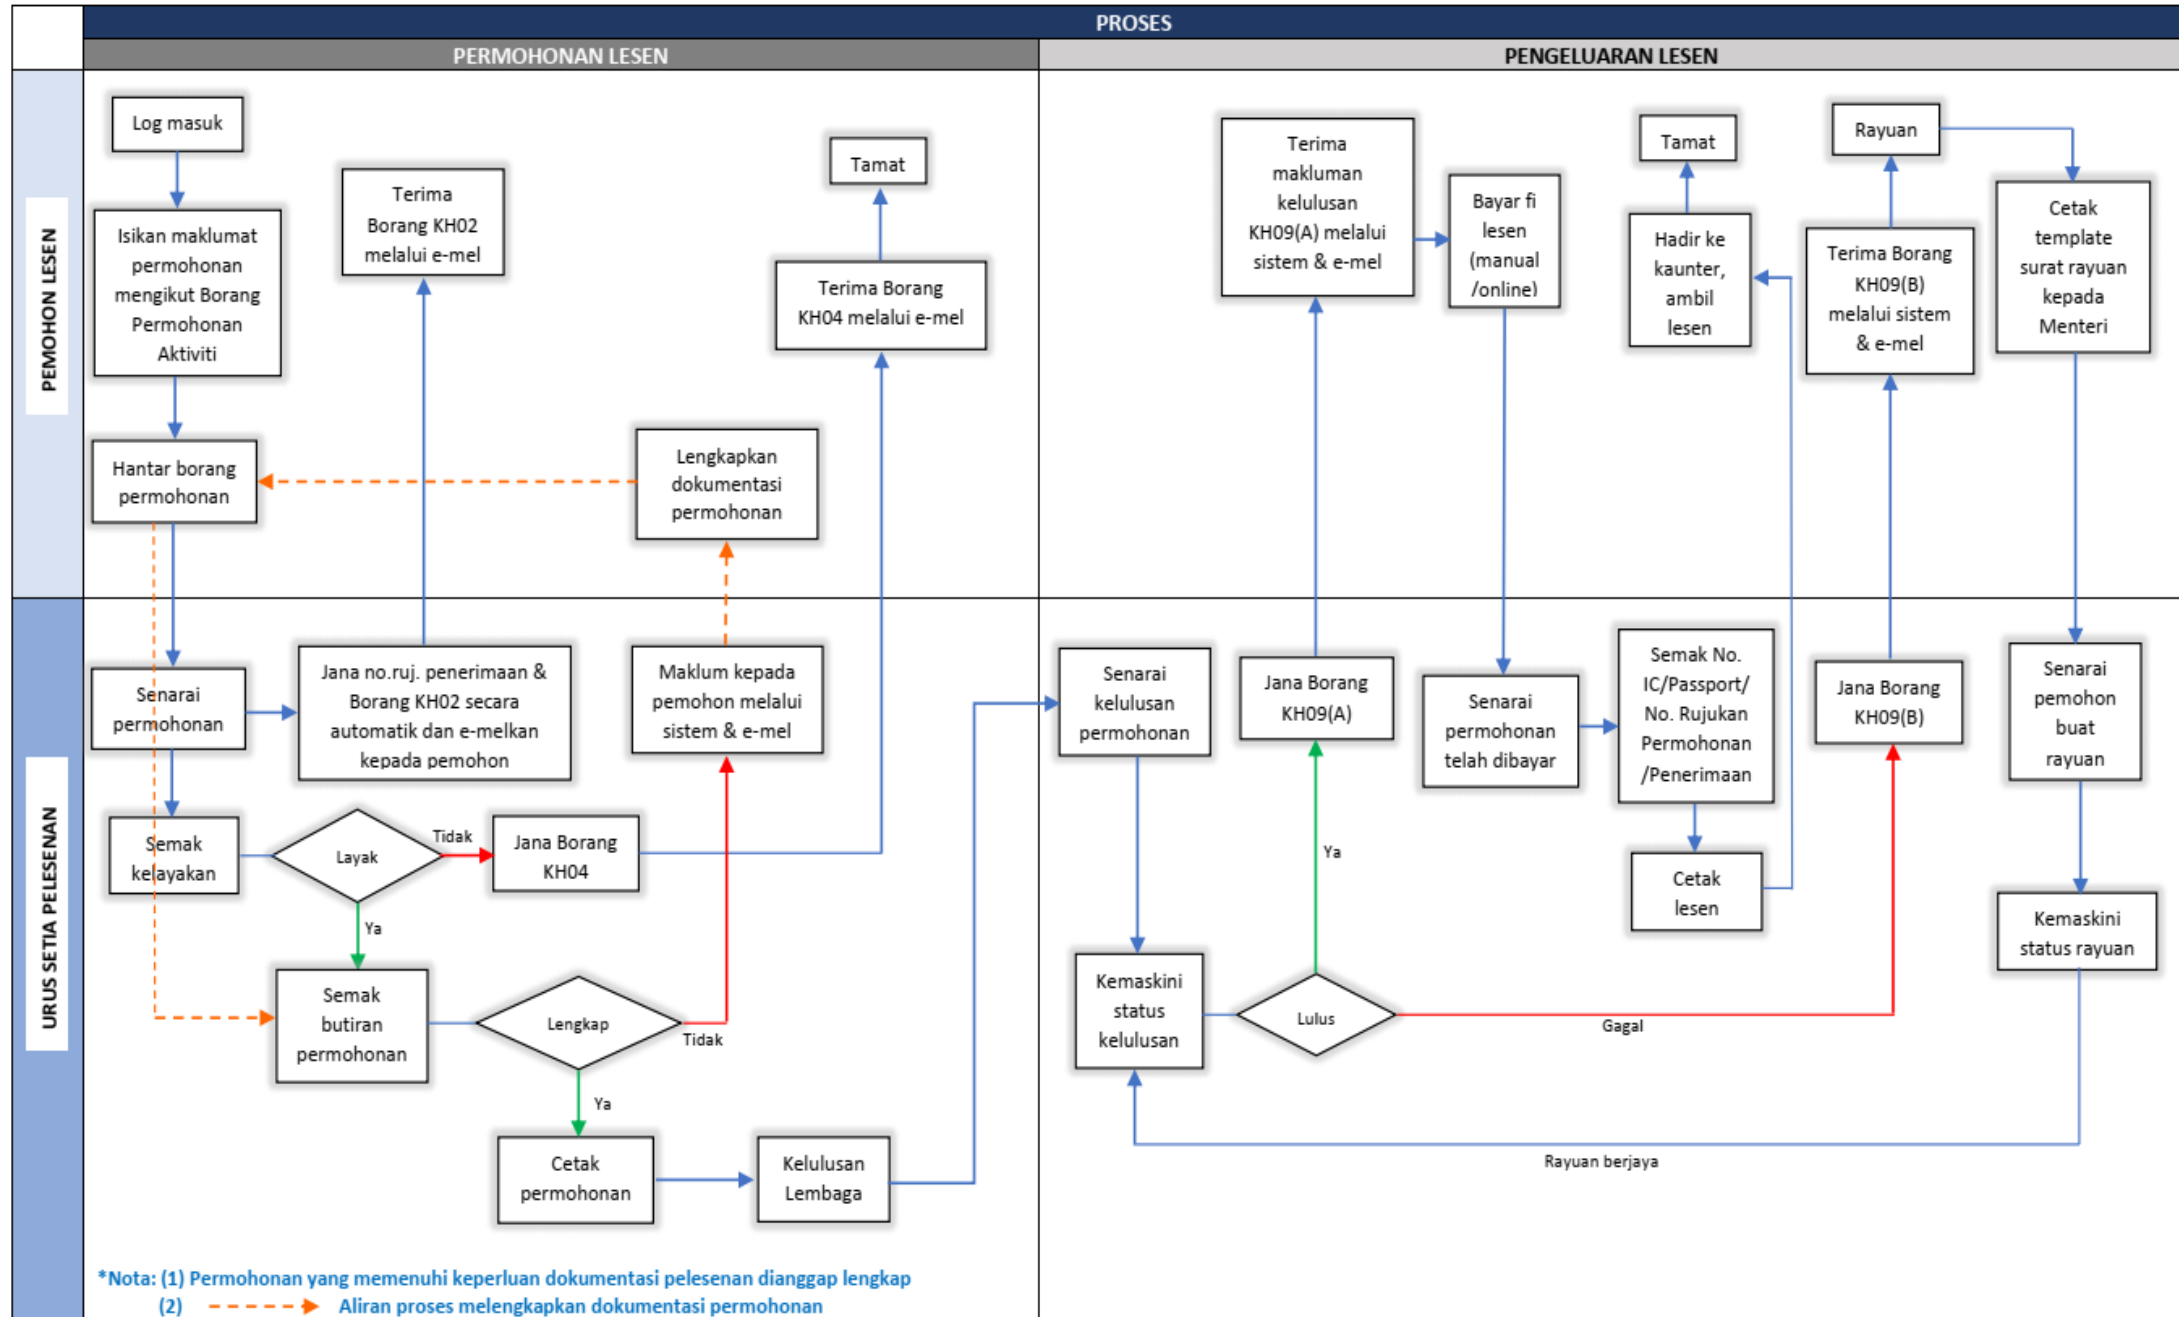 PROSES
PERMOHONAN LESEN
PENGELUARAN LESEN
PEMOHON LESEN
Log masuk
Isikan maklumat
permohonan
mengikut Borang
Permohonan
Aktiviti
Hantar borang
permohonan
Terima
Borang KH02
melalui e-mel
Tamat
Terima Borang
KH04 melalui e-mel
Lengkapkan
dokumentasi
permohonan
Terima
makluman
kelulusan
KH09(A) melalui
sistem & e-mel
Bayar fi
lesen
(manual
/online)
Tamat
Hadir ke
kaunter,
ambil
lesen
Rayuan
Terima Borang
KH09(B)
melalui sistem
& e-mel
Cetak
template
surat rayuan
kepada
Menteri
URUS SETIA PELESENAN
Senarai
permohonan
Jana no.ruj. penerimaan &
Borang KH02 secara
automatik dan e-melkan
kepada pemohon
Maklum kepada
pemohon melalui
sistem & e-mel
Semak
kelayakan
Layak
Tidak
Jana Borang
KH04
Ya
Semak
butiran
permohonan
Lengkap
Tidak
Ya
Cetak
permohonan
Kelulusan
Lembaga
Senarai
kelulusan
permohonan
Jana Borang
KH09(A)
Senarai
permohonan
telah dibayar
Semak No.
IC/Passport/
No. Rujukan
Permohonan
/Penerimaan
Jana Borang
KH09(B)
Senarai
pemohon
buat
rayuan
Ya
Cetak
lesen
Kemaskini
status rayuan
Kemaskini
status
kelulusan
Lulus
Gagal
Rayuan berjaya
*Nota: (1) Permohonan yang memenuhi keperluan dokumentasi pelesenan dianggap lengkap
(2) Aliran proses melengkapkan dokumentasi permohonan